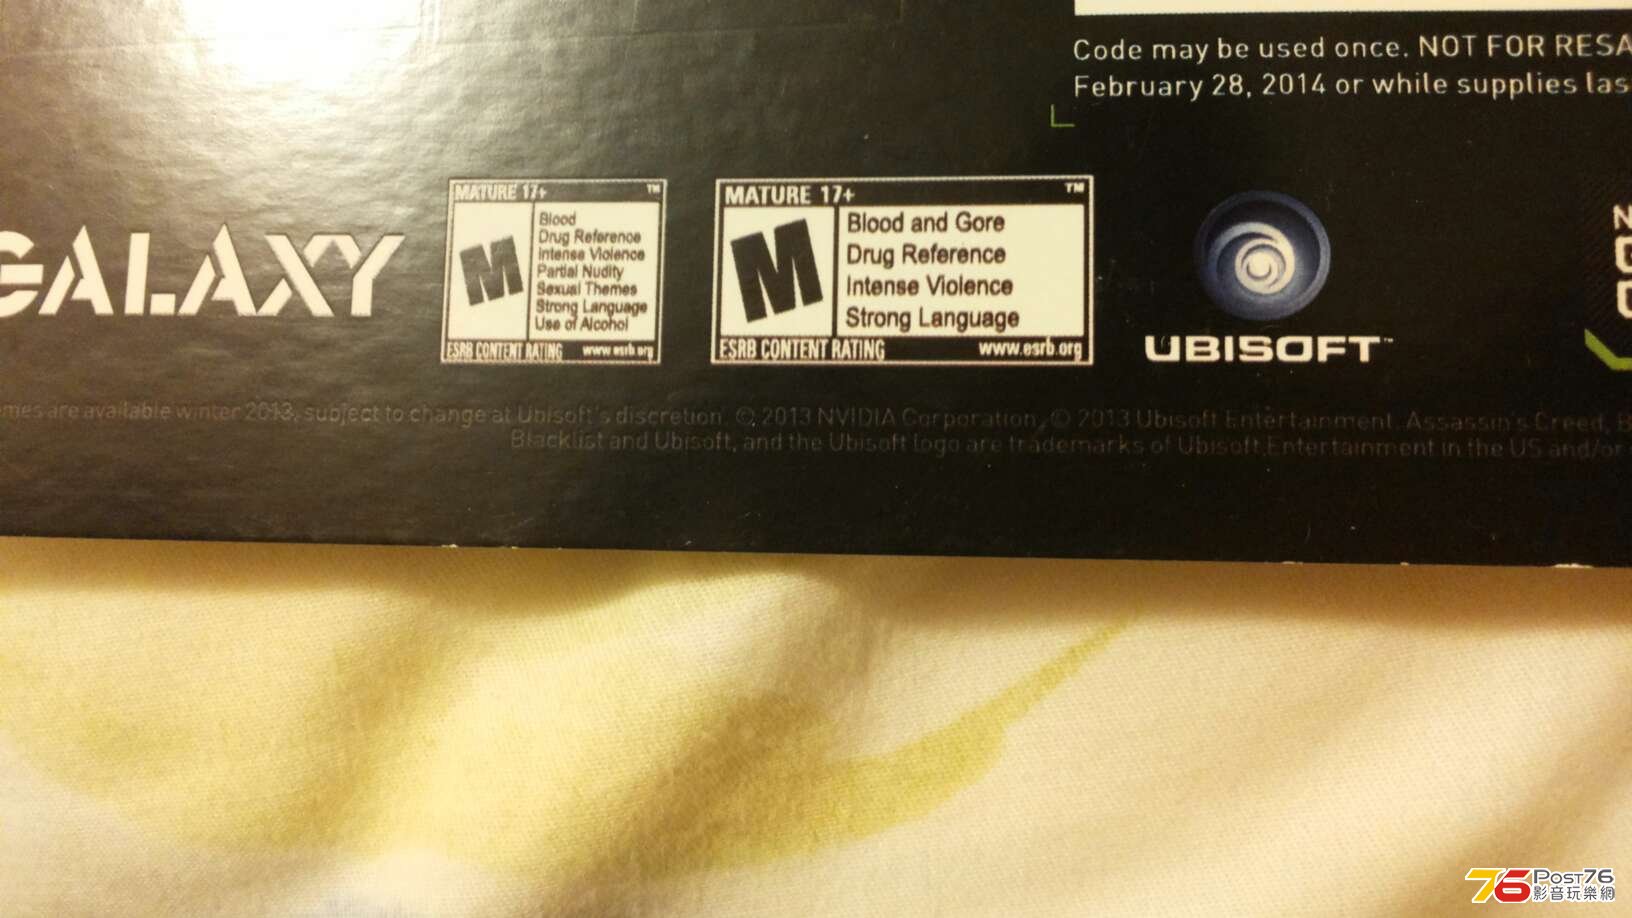 Code may be used once. NOT FOR RESA
February 28, 2014 or while supplies las
GALAXY
MATURE 17+ ™
M
Blood
Drug Reference
Intense Violence
Partial Nudity
Sexual Themes
Strong Language
Use of Alcohol
ESRB CONTENT RATING www.esrb.org
MATURE 17+ ™
M
Blood and Gore
Drug Reference
Intense Violence
Strong Language
ESRB CONTENT RATING www.esrb.org
UBISOFT™
mes are available winter 2013, subject to change at Ubisoft's discretion. © 2013 NVIDIA Corporation, © 2013 Ubisoft Entertainment. Assassin's Creed, B
Blacklist and Ubisoft, and the Ubisoft logo are trademarks of Ubisoft Entertainment in the US and/or
76 POST76
影音玩樂網